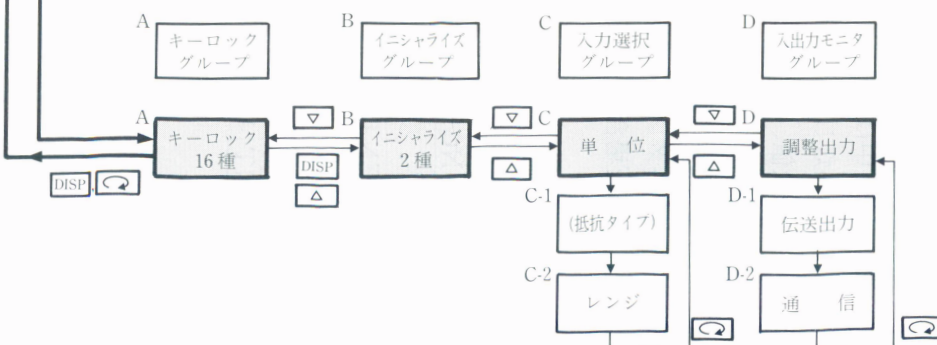 A
キーロック
グループ
B
イニシャライズ
グループ
C
入力選択
グループ
D
入出力モニタ
グループ
A
キーロック
16種
▽
DISP
△
B
イニシャライズ
2種
▽
△
C
単 位
▽
△
D
調整出力
DISP,
C-1
(抵抗タイプ)
D-1
伝送出力
C-2
レンジ
D-2
通 信